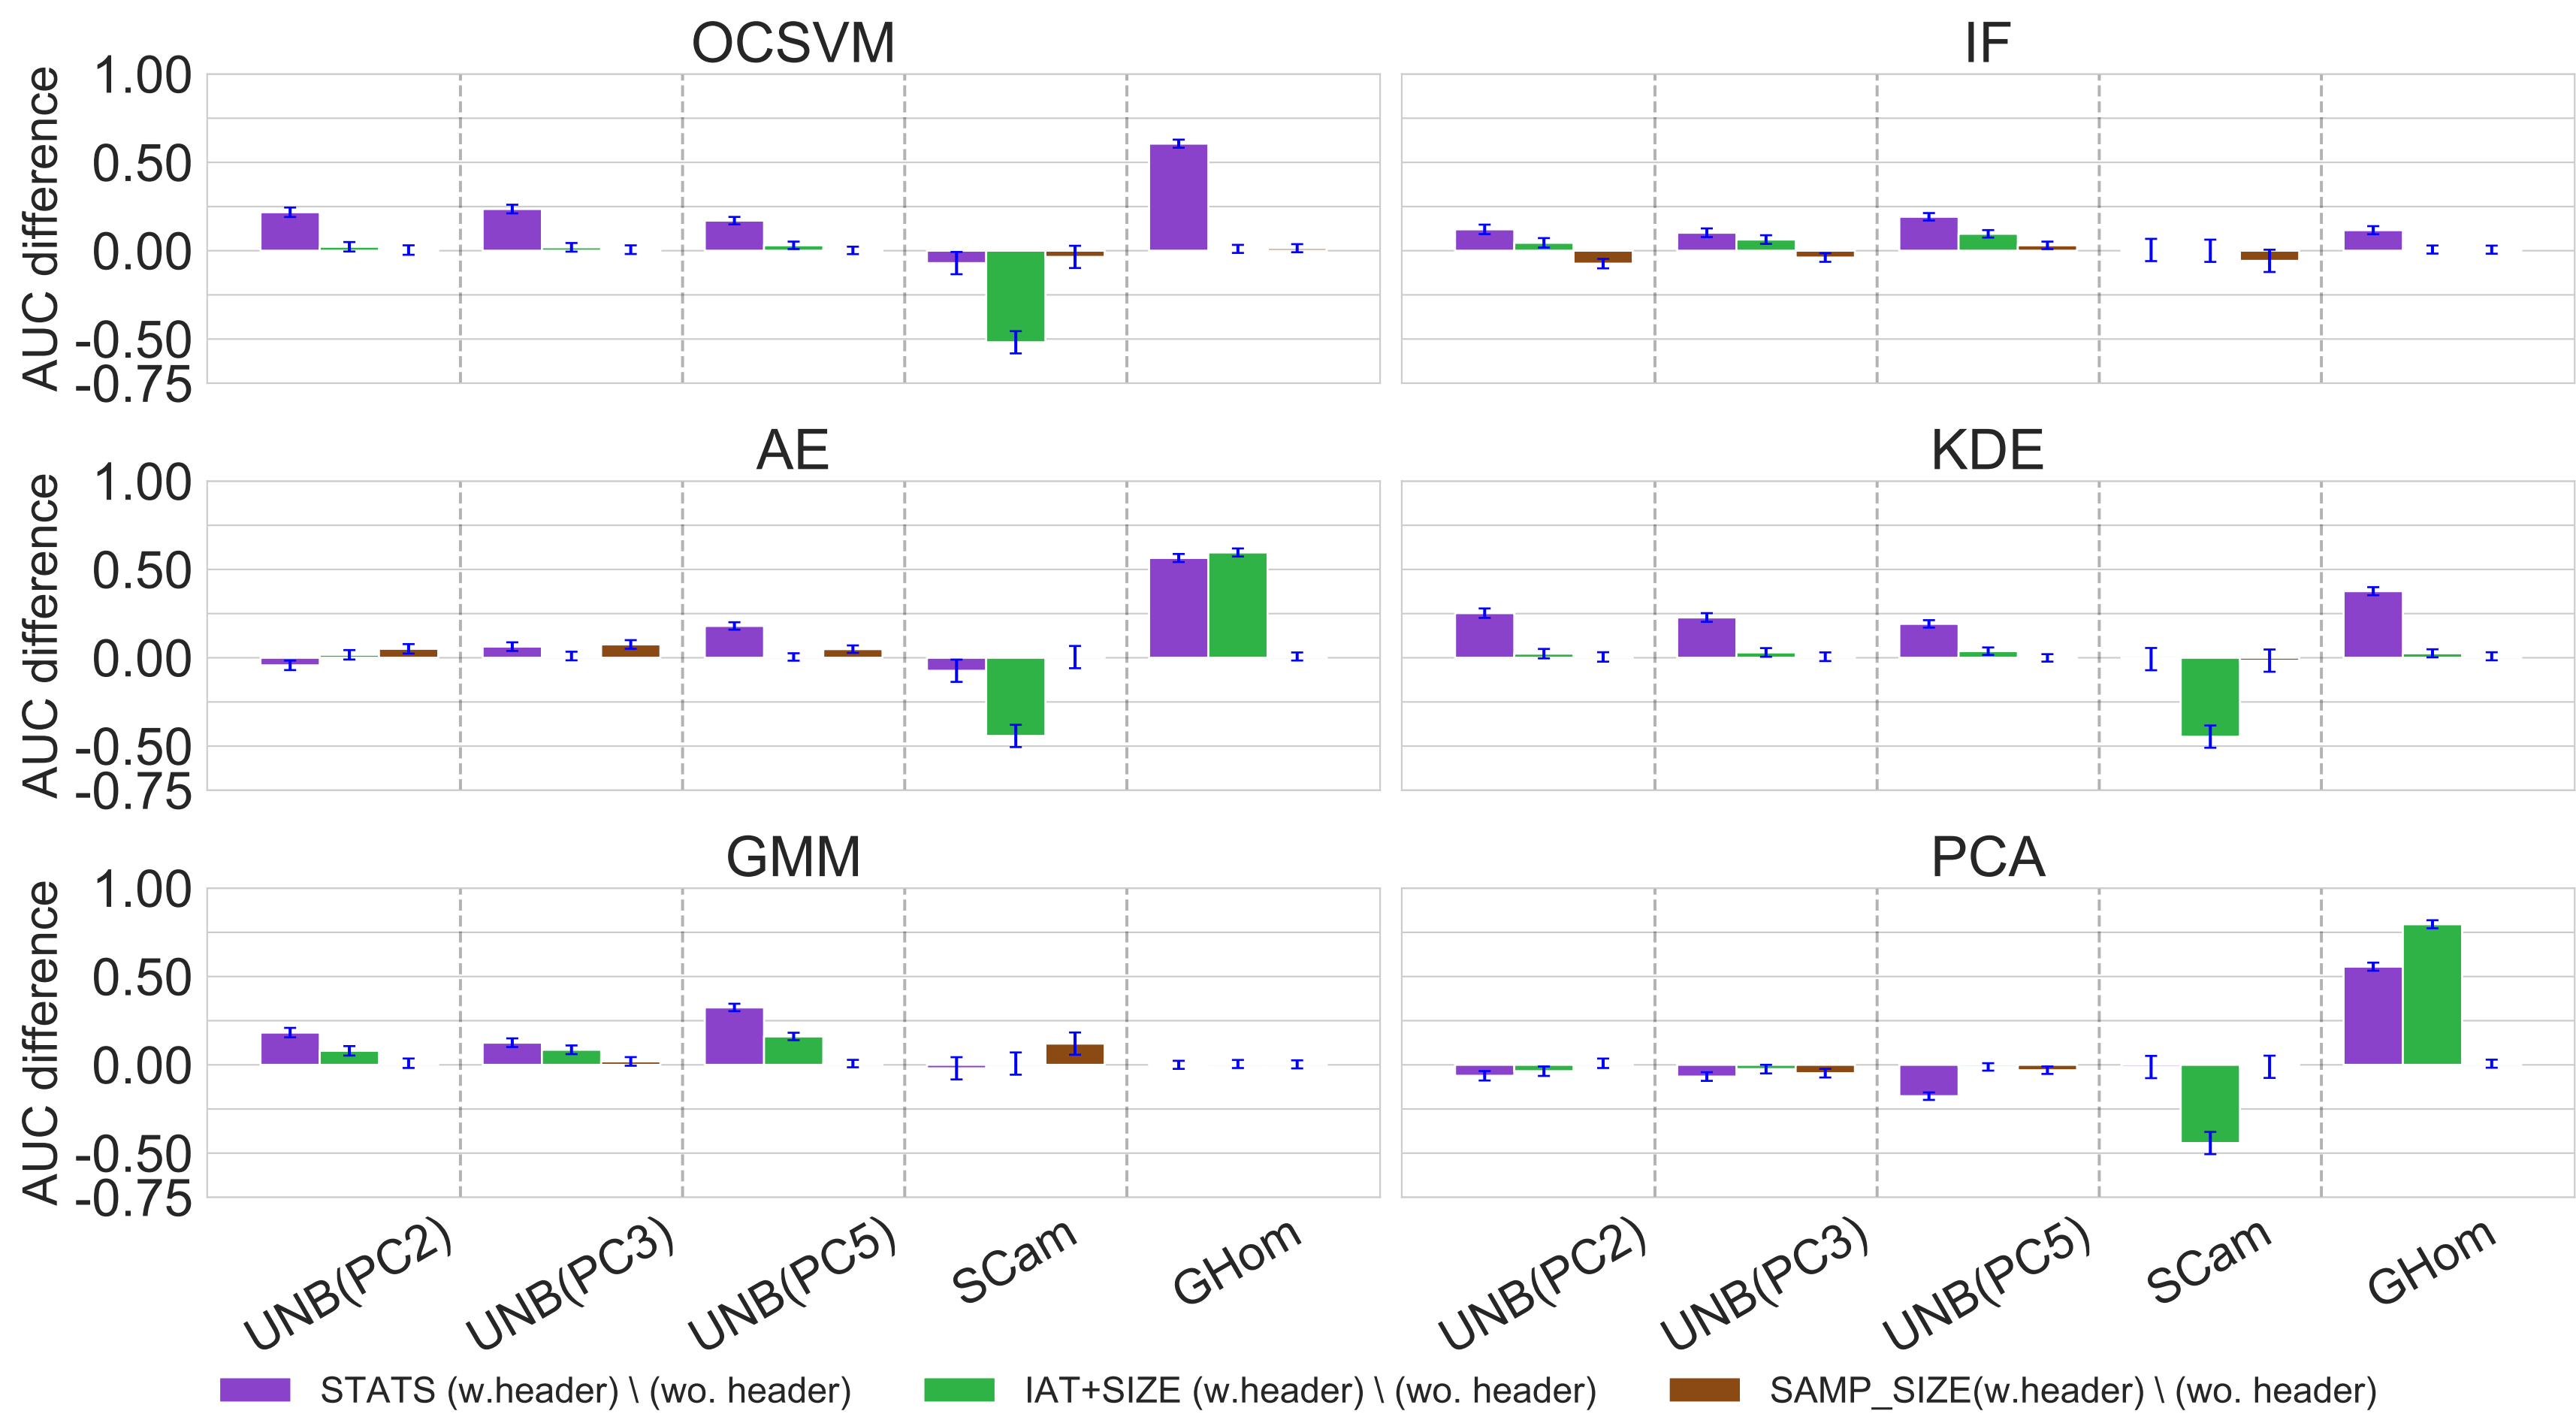 OCSVM
IF
AUC difference
1.00
0.50
0.00
-0.50
-0.75
AE
KDE
AUC difference
1.00
0.50
0.00
-0.50
-0.75
GMM
PCA
AUC difference
1.00
0.50
0.00
-0.50
-0.75
UNB(PC2) UNB(PC3) UNB(PC5) SCam GHom
UNB(PC2) UNB(PC3) UNB(PC5) SCam GHom
STATS (w.header) \ (wo. header) IAT+SIZE (w.header) \ (wo. header) SAMP_SIZE(w.header) \ (wo. header)